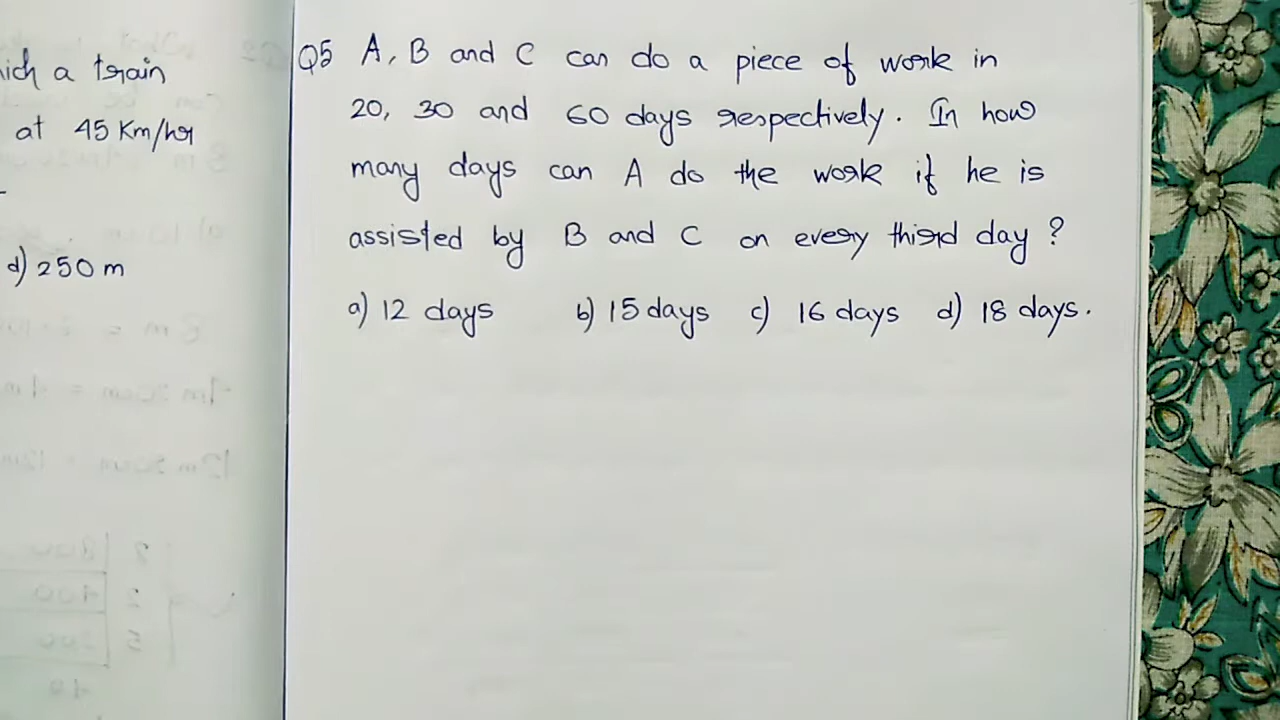 ich a train
at 45 Km/hr
d) 250 m
Q5 A, B and C can do a piece of work in
20, 30 and 60 days respectively. In how
many days can A do the work if he is
assisted by B and C on every third day ?
a) 12 days b) 15 days c) 16 days d) 18 days.